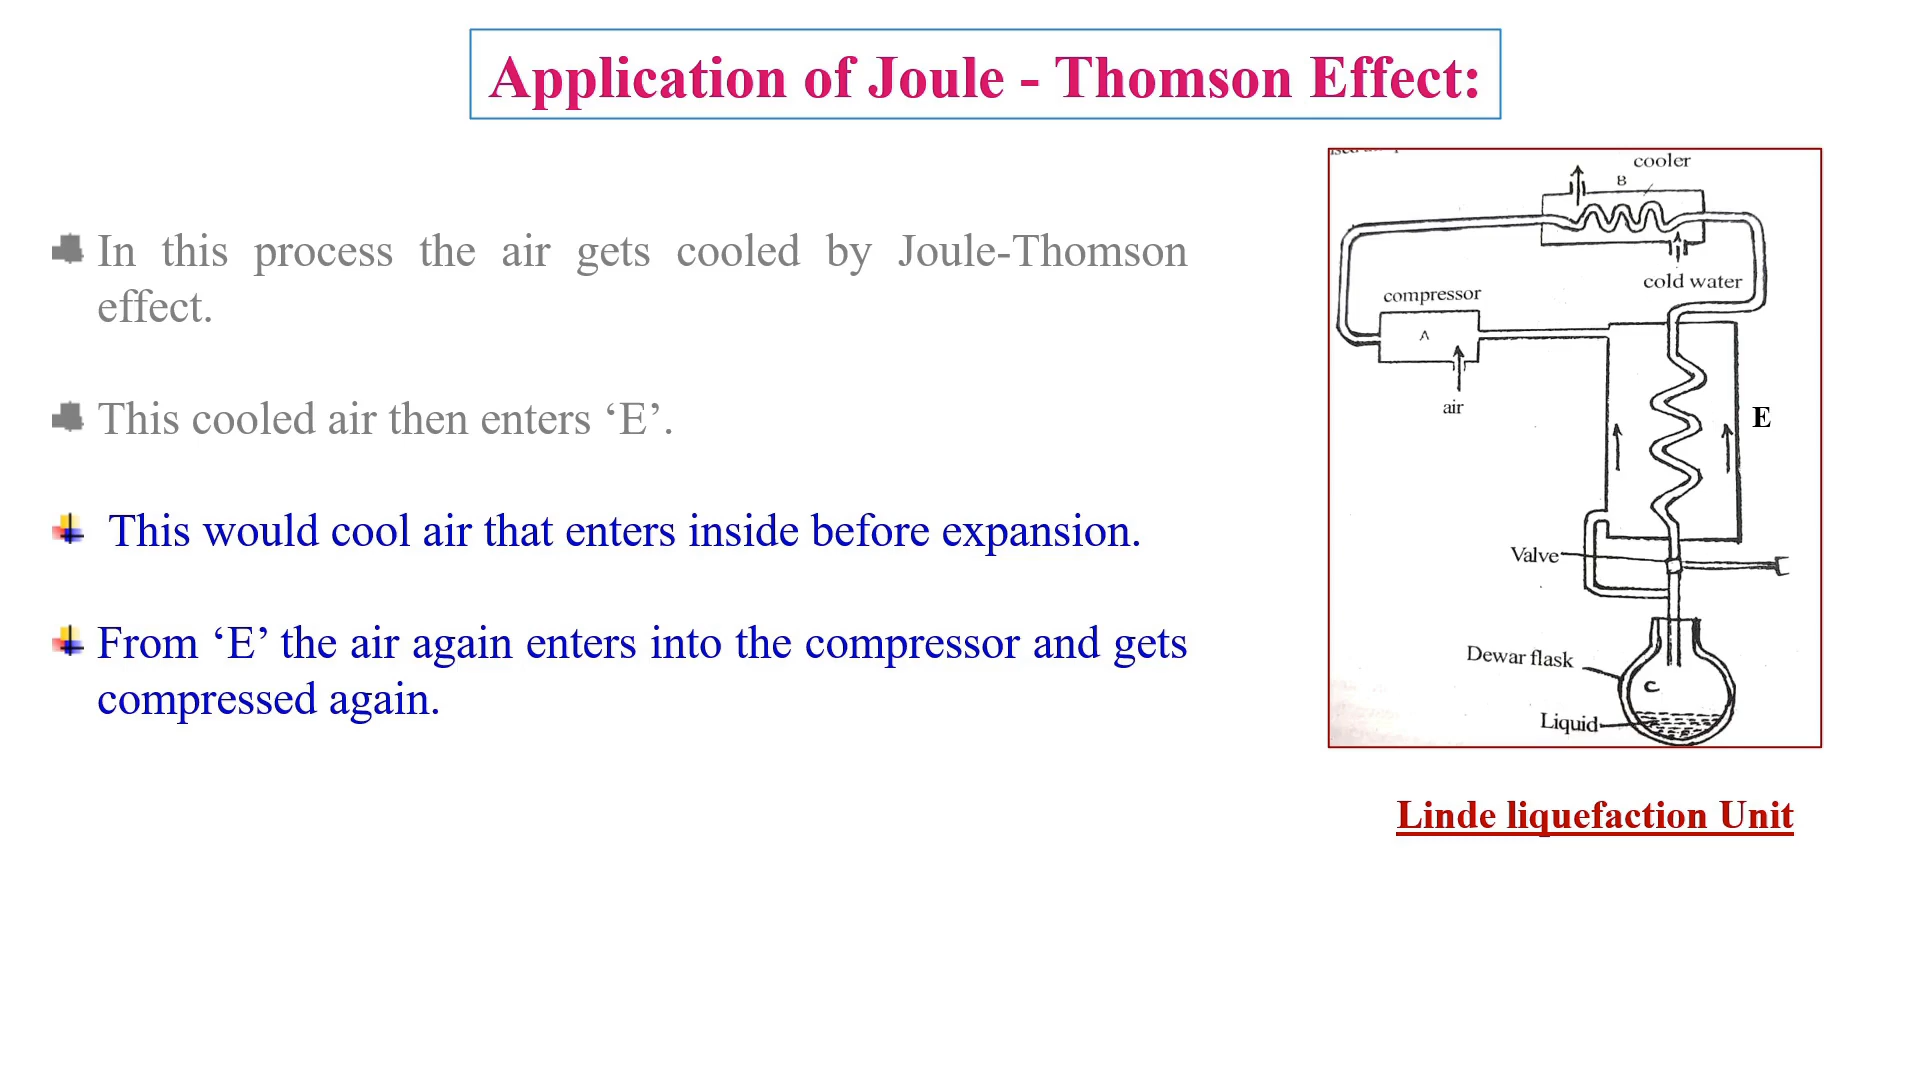 Application of Joule - Thomson Effect:
In this process the air gets cooled by Joule-Thomson
effect.
This cooled air then enters ‘E’.
This would cool air that enters inside before expansion.
From ‘E’ the air again enters into the compressor and gets
compressed again.
cooler
B
cold water
compressor
A
air
E
Valve
Dewar flask
C
Liquid
Linde liquefaction Unit